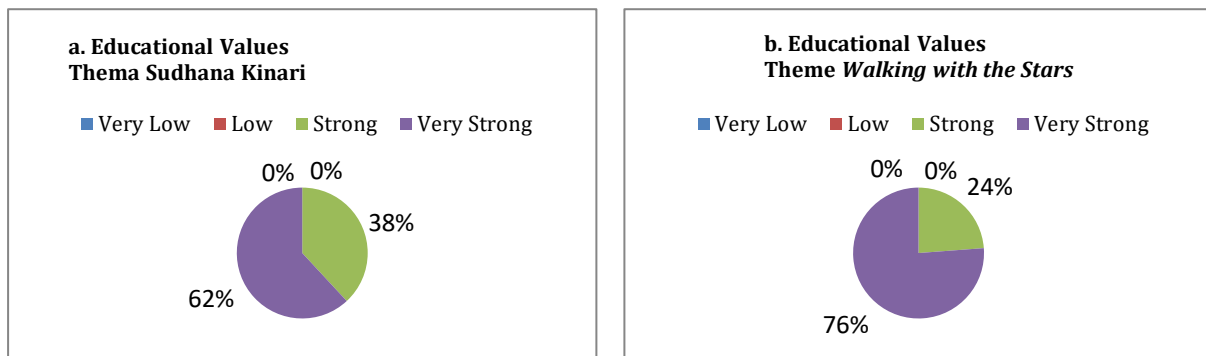 a. Educational Values
Thema Sudhana Kinari
Very Low Low Strong Very Strong
0% 0%
38%
62%
b. Educational Values
Theme Walking with the Stars
Very Low Low Strong Very Strong
0% 0%
24%
76%